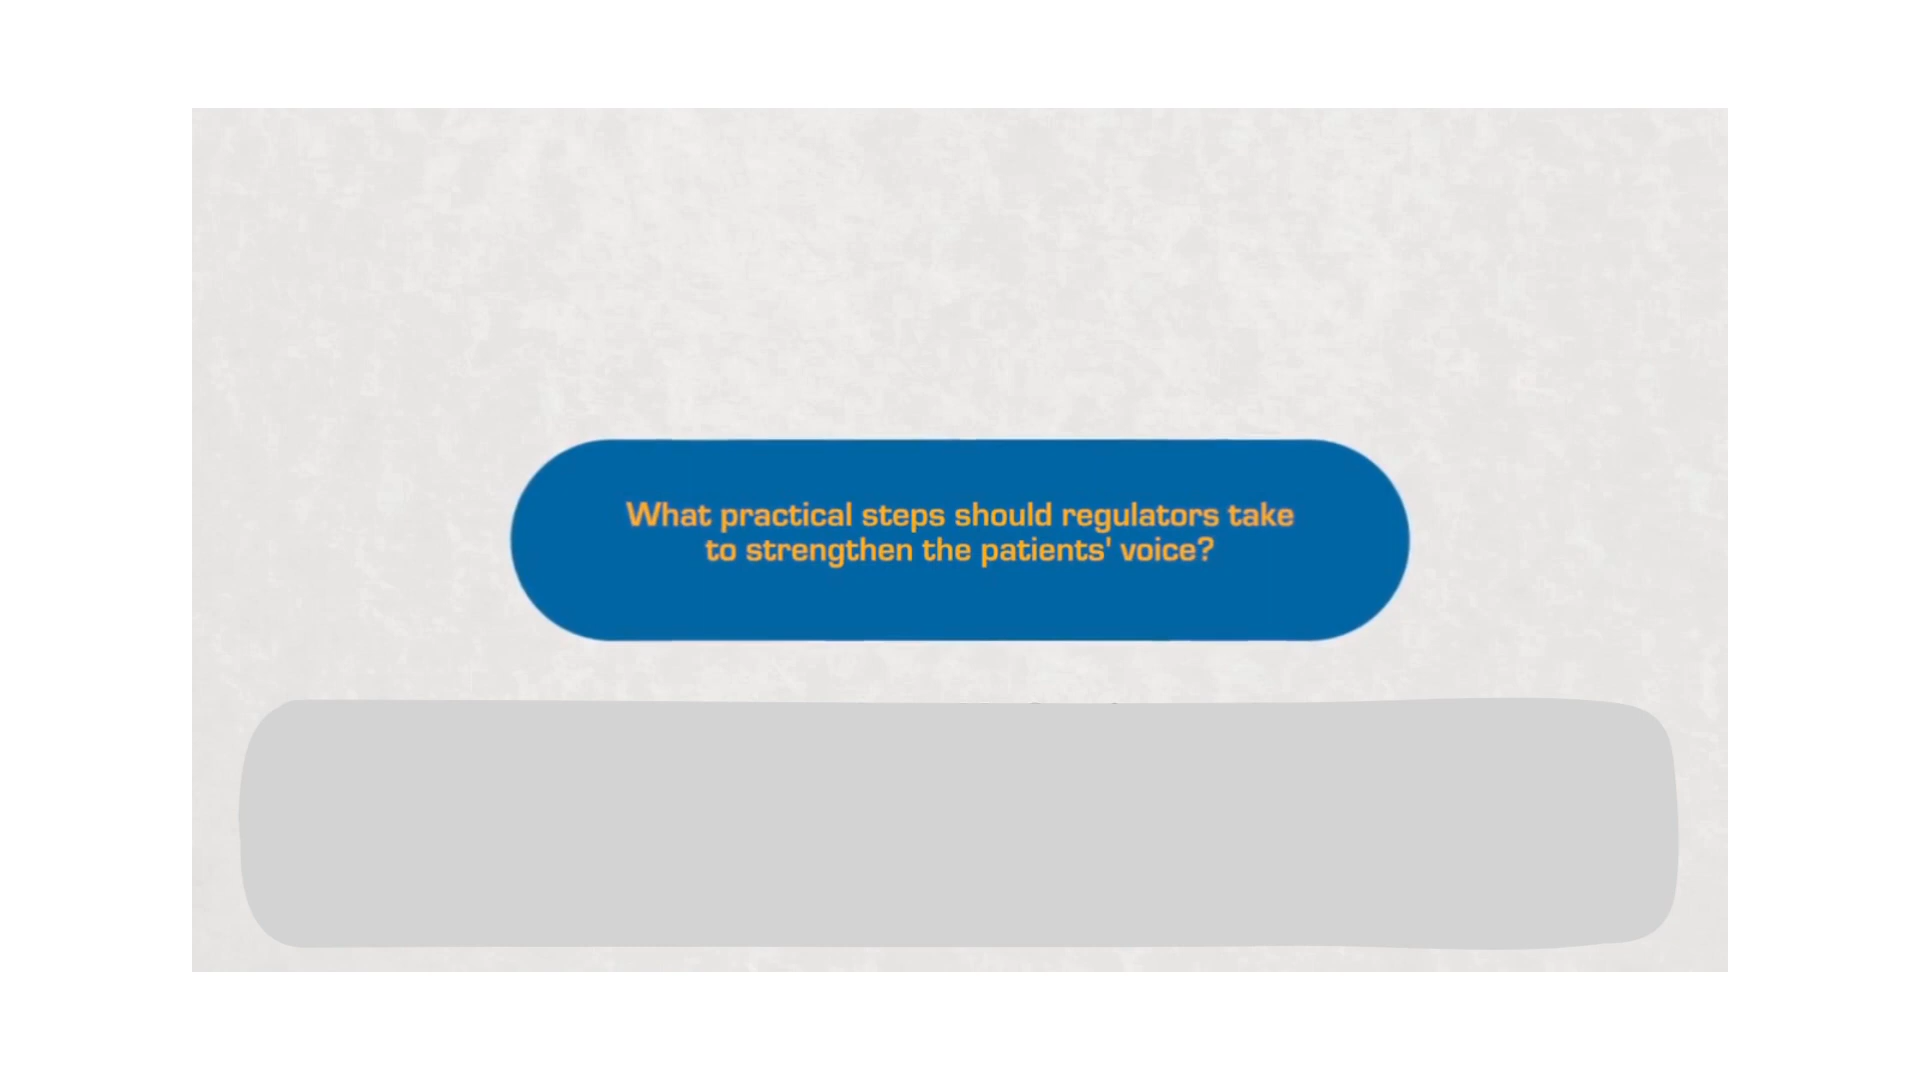 What practical steps should regulators take
to strengthen the patients' voice?